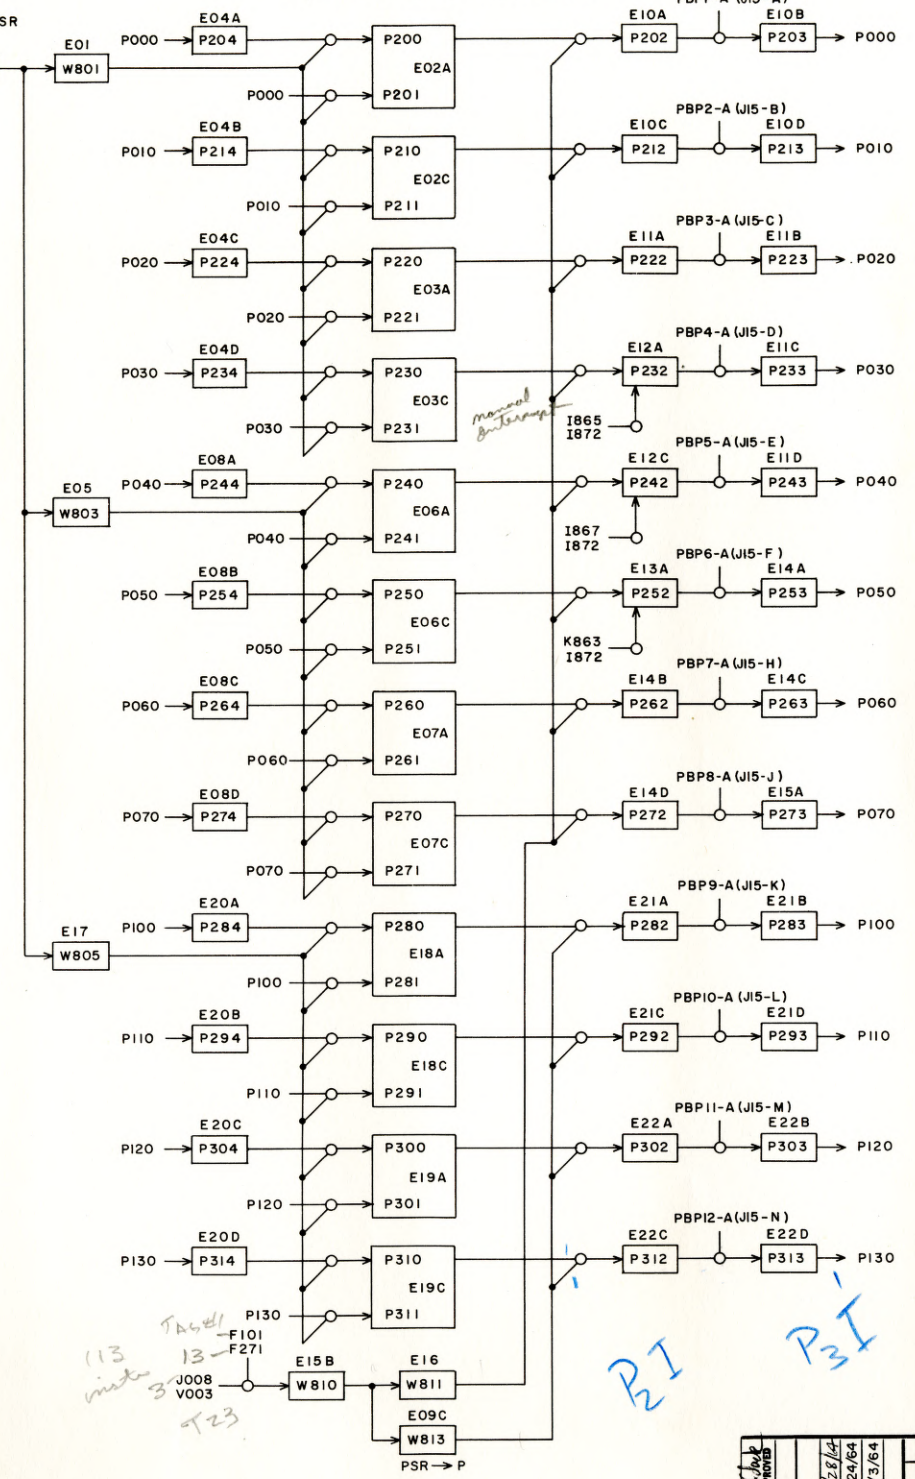 SR
E04A
PBP1-A (J15-A)
E10A
E10B
P000
P204
P200
P202
P203
P000
E01
W801
E02A
P000
P201
PBP2-A (J15-B)
E04B
E10C
E10D
P010
P214
P210
P212
P213
P010
E02C
P010
P211
PBP3-A (J15-C)
E04C
E11A
E11B
P020
P224
P220
P222
P223
P020
E03A
P020
P221
PBP4-A (J15-D)
E04D
E12A
E11C
P030
P234
P230
P232
P233
P030
E03C
manual
interrupt
P030
P231
I865
I872
PBP5-A (J15-E)
E08A
E12C
E11D
P040
P244
P240
P242
P243
P040
E05
W803
E06A
P040
P241
I867
I872
PBP6-A (J15-F)
E08B
E13A
E14A
P050
P254
P250
P252
P253
P050
E06C
P050
P251
K863
I872
PBP7-A (J15-H)
E08C
E14B
E14C
P060
P264
P260
P262
P263
P060
E07A
P060
P261
PBP8-A (J15-J)
E08D
E14D
E15A
P070
P274
P270
P272
P273
P070
E07C
P070
P271
PBP9-A (J15-K)
E20A
E21A
E21B
P100
P284
P280
P282
P283
P100
E17
W805
E18A
P100
P281
PBP10-A (J15-L)
E20B
E21C
E21D
P110
P294
P290
P292
P293
P110
E18C
P110
P291
PBP11-A (J15-M)
E20C
E22A
E22B
P120
P304
P300
P302
P303
P120
E19A
P120
P301
PBP12-A (J15-N)
E20D
E22C
E22D
P130
P314
P310
P312
P313
P130
E19C
P130
P311
F101
F271
113
13
3
J008
V003
T23
E15B
W810
E16
W811
E09C
W813
PSR → P
P2I
P3I
24/64
/3/64